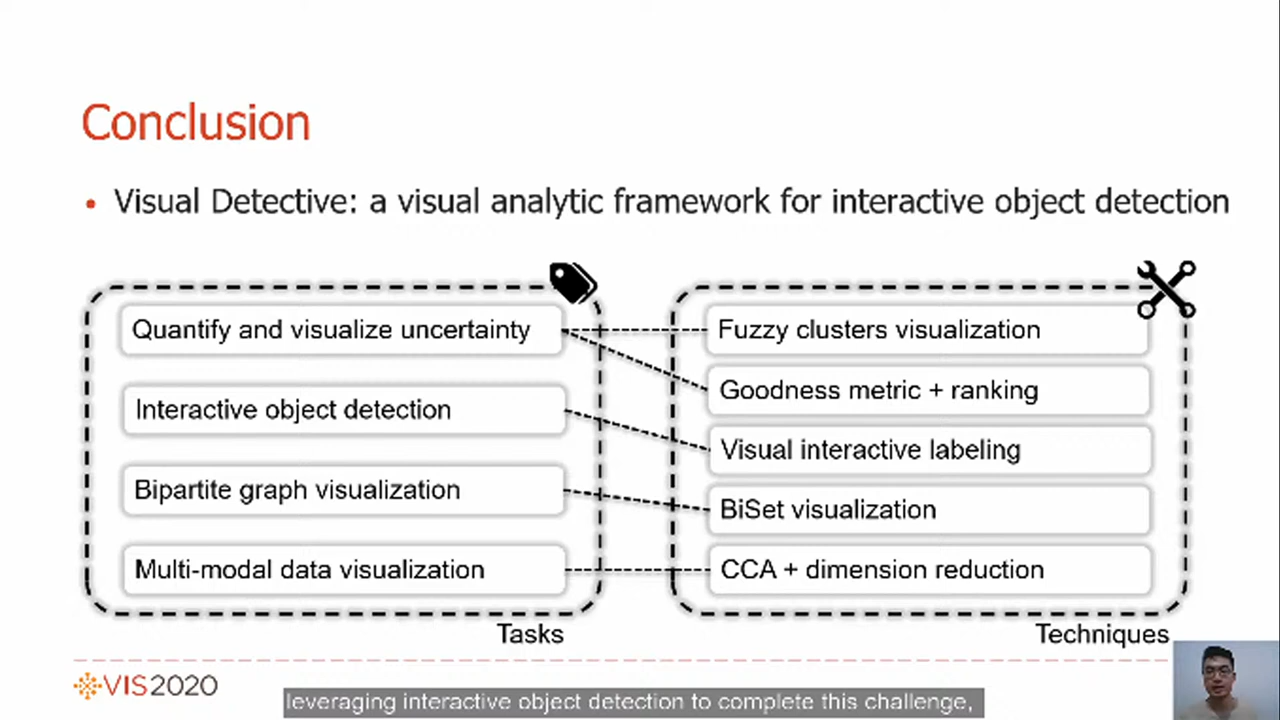 Conclusion
• Visual Detective: a visual analytic framework for interactive object detection
Quantify and visualize uncertainty
Interactive object detection
Bipartite graph visualization
Multi-modal data visualization
Tasks
Fuzzy clusters visualization
Goodness metric + ranking
Visual interactive labeling
BiSet visualization
CCA + dimension reduction
Techniques
VIS2020
leveraging interactive object detection to complete this challenge,